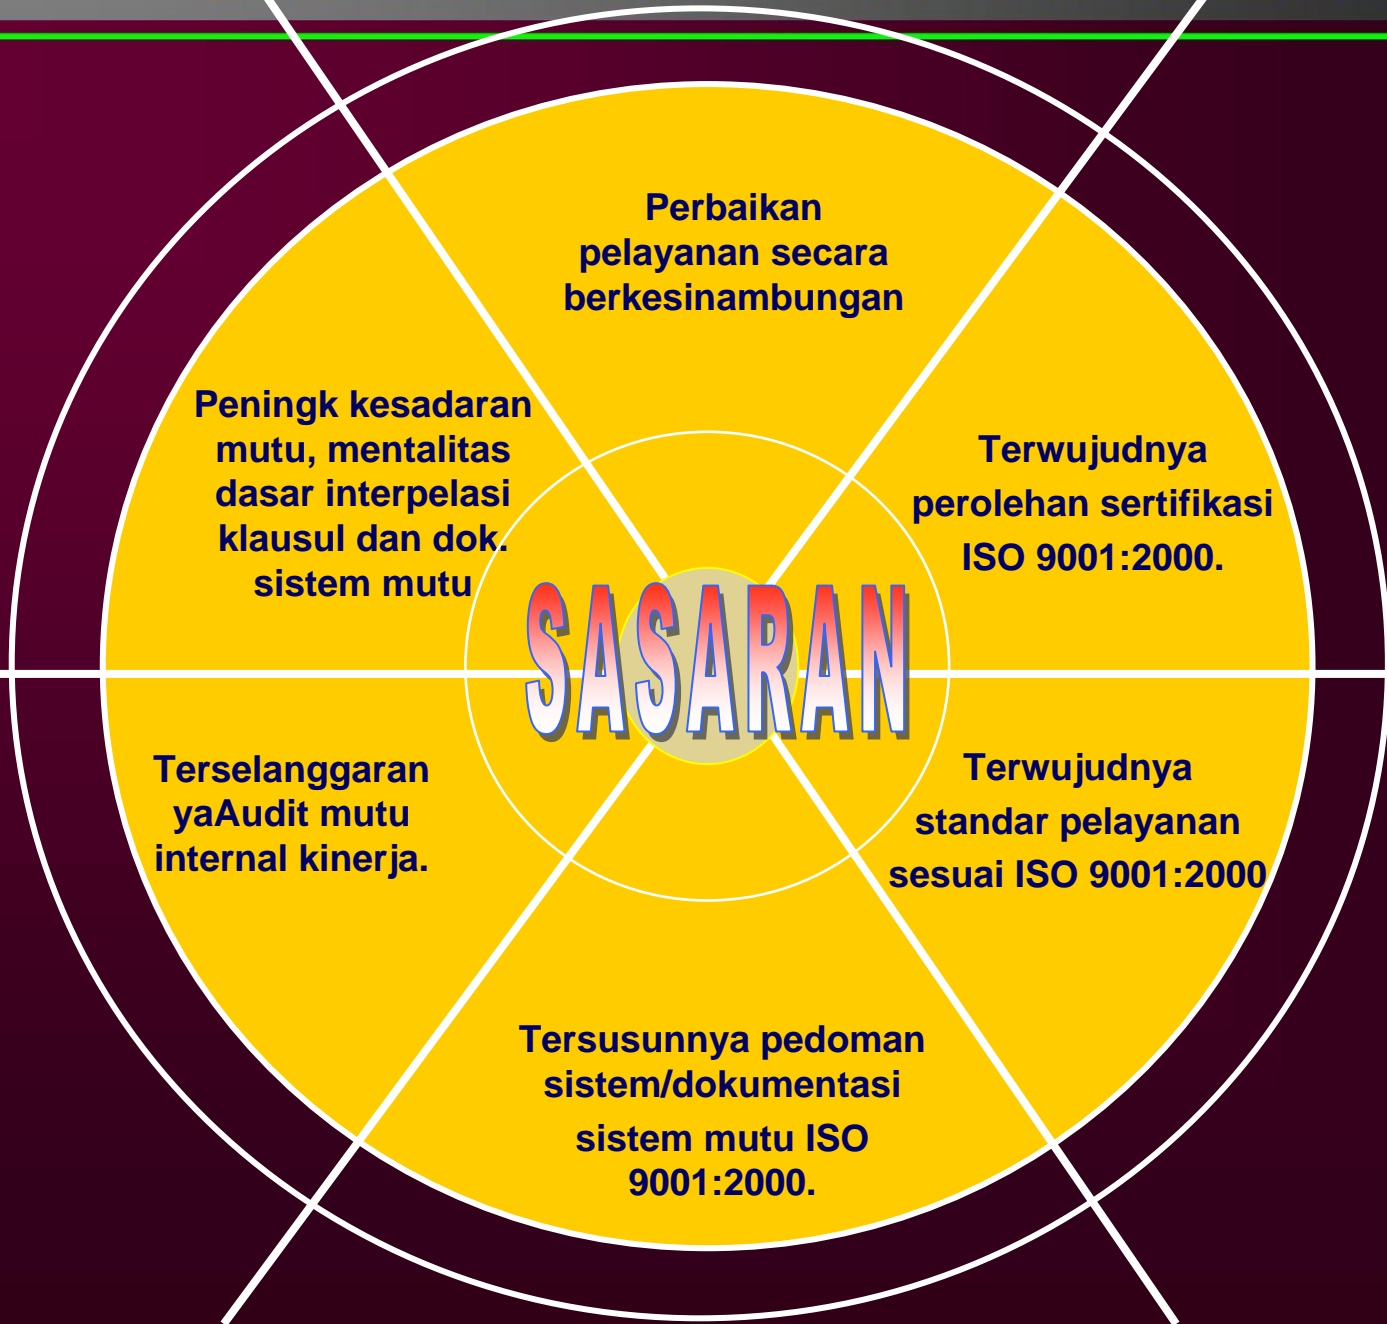 Perbaikan
pelayanan secara
berkesinambungan
Peningk kesadaran
mutu, mentalitas
dasar interpelasi
klausul dan dok.
sistem mutu
Terwujudnya
perolehan sertifikasi
ISO 9001:2000.
SASARAN
Terselanggaran
yaAudit mutu
internal kinerja.
Terwujudnya
standar pelayanan
sesuai ISO 9001:2000
Tersusunnya pedoman
sistem/dokumentasi
sistem mutu ISO
9001:2000.